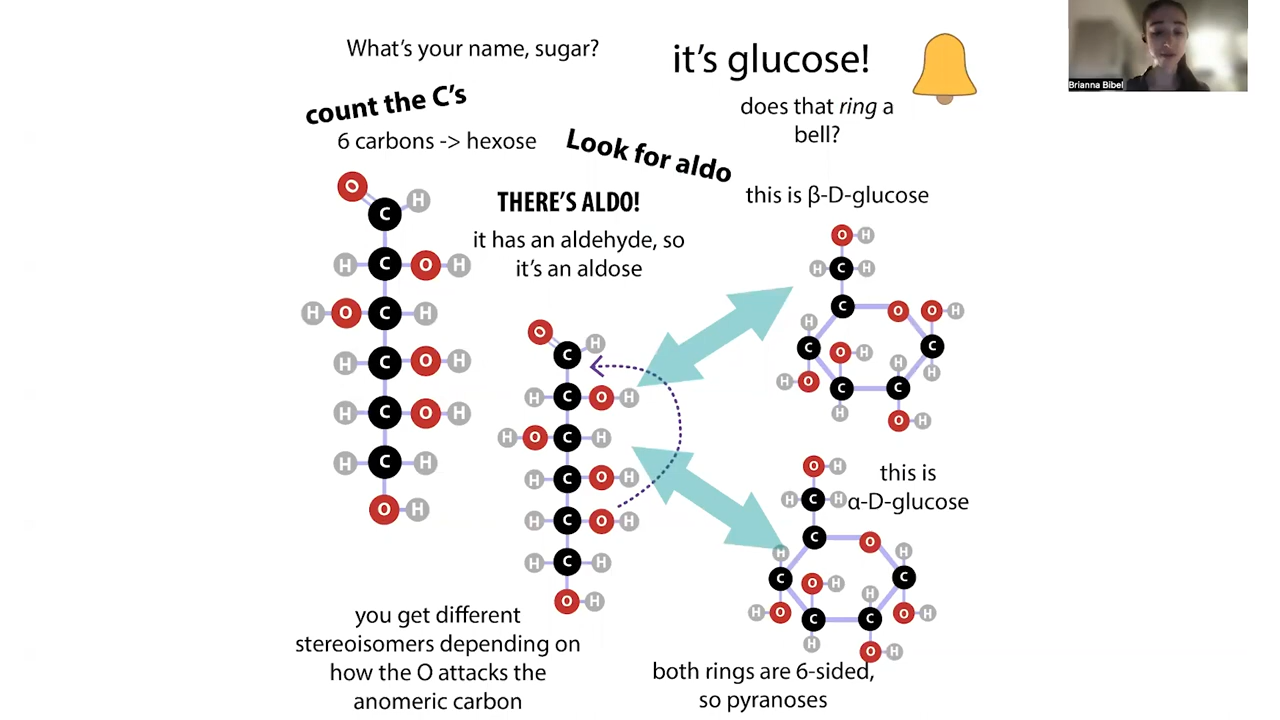 What's your name, sugar?
count the C's
6 carbons -> hexose
Look for aldo
THERE'S ALDO!
it has an aldehyde, so
it's an aldose
it's glucose!
does that ring a
bell?
Brianna Bibel
this is β-D-glucose
O
H
C
H
C
O
H
H
O
C
H
H
C
O
H
H
C
O
H
H
C
H
O
H
O
H
C
H
C
O
H
H
O
C
H
H
C
O
H
H
C
O
H
H
C
H
O
H
O
H
H
C
H
C
O
O
H
H
C
O
H
H
C
H
O
C
C
H
H
O
H
this is
α-D-glucose
O
H
H
C
H
C
O
H
H
C
O
H
C
H
H
O
C
C
O
H
H
O
H
you get different
stereoisomers depending on
how the O attacks the
anomeric carbon
both rings are 6-sided,
so pyranoses